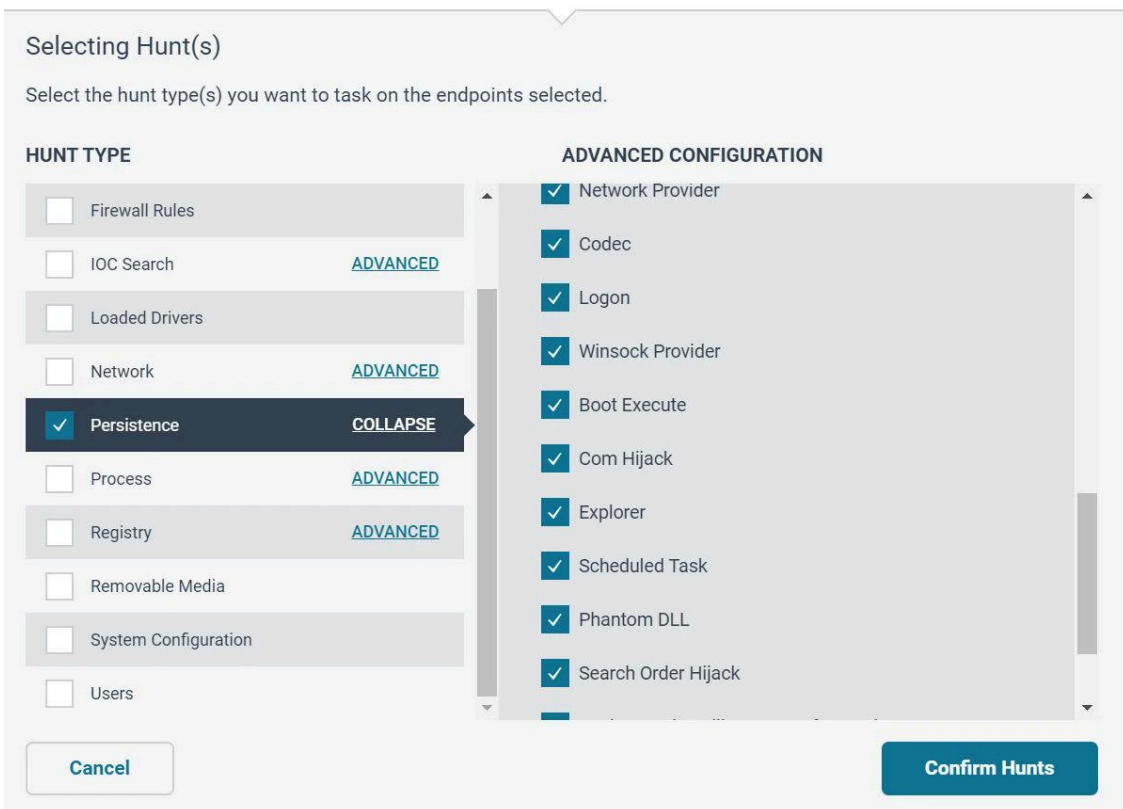 Selecting Hunt(s)
Select the hunt type(s) you want to task on the endpoints selected.
HUNT TYPE
Firewall Rules
IOC Search ADVANCED
Loaded Drivers
Network ADVANCED
Persistence COLLAPSE
Process ADVANCED
Registry ADVANCED
Removable Media
System Configuration
Users
ADVANCED CONFIGURATION
Network Provider
Codec
Logon
Winsock Provider
Boot Execute
Com Hijack
Explorer
Scheduled Task
Phantom DLL
Search Order Hijack
Cancel
Confirm Hunts